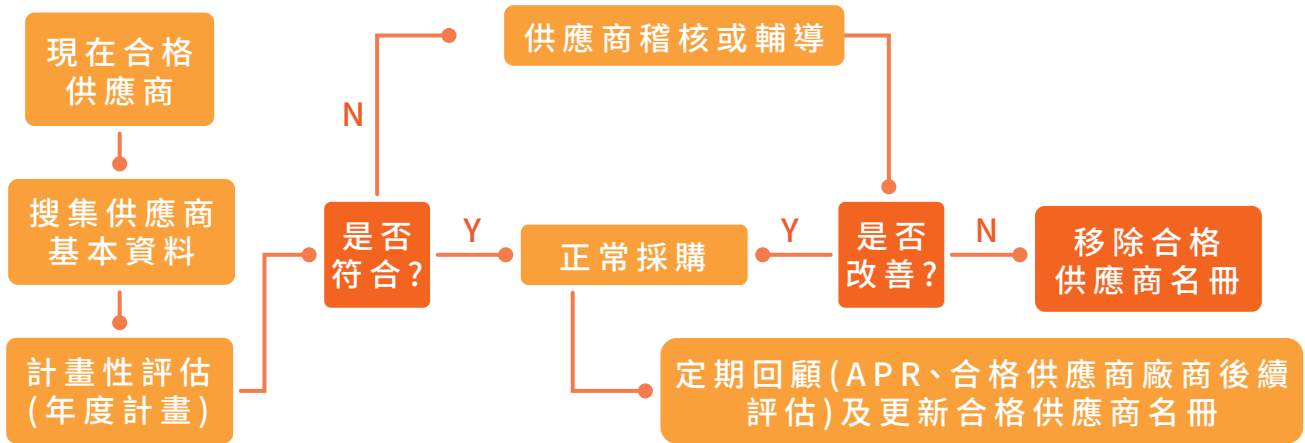 現在合格
供應商
搜集供應商
基本資料
計畫性評估
(年度計畫)
N
是否
符合?
Y
供應商稽核或輔導
正常採購
Y
是否
改善?
N
移除合格
供應商名冊
定期回顧(APR、合格供應商廠商後續
評估)及更新合格供應商名冊